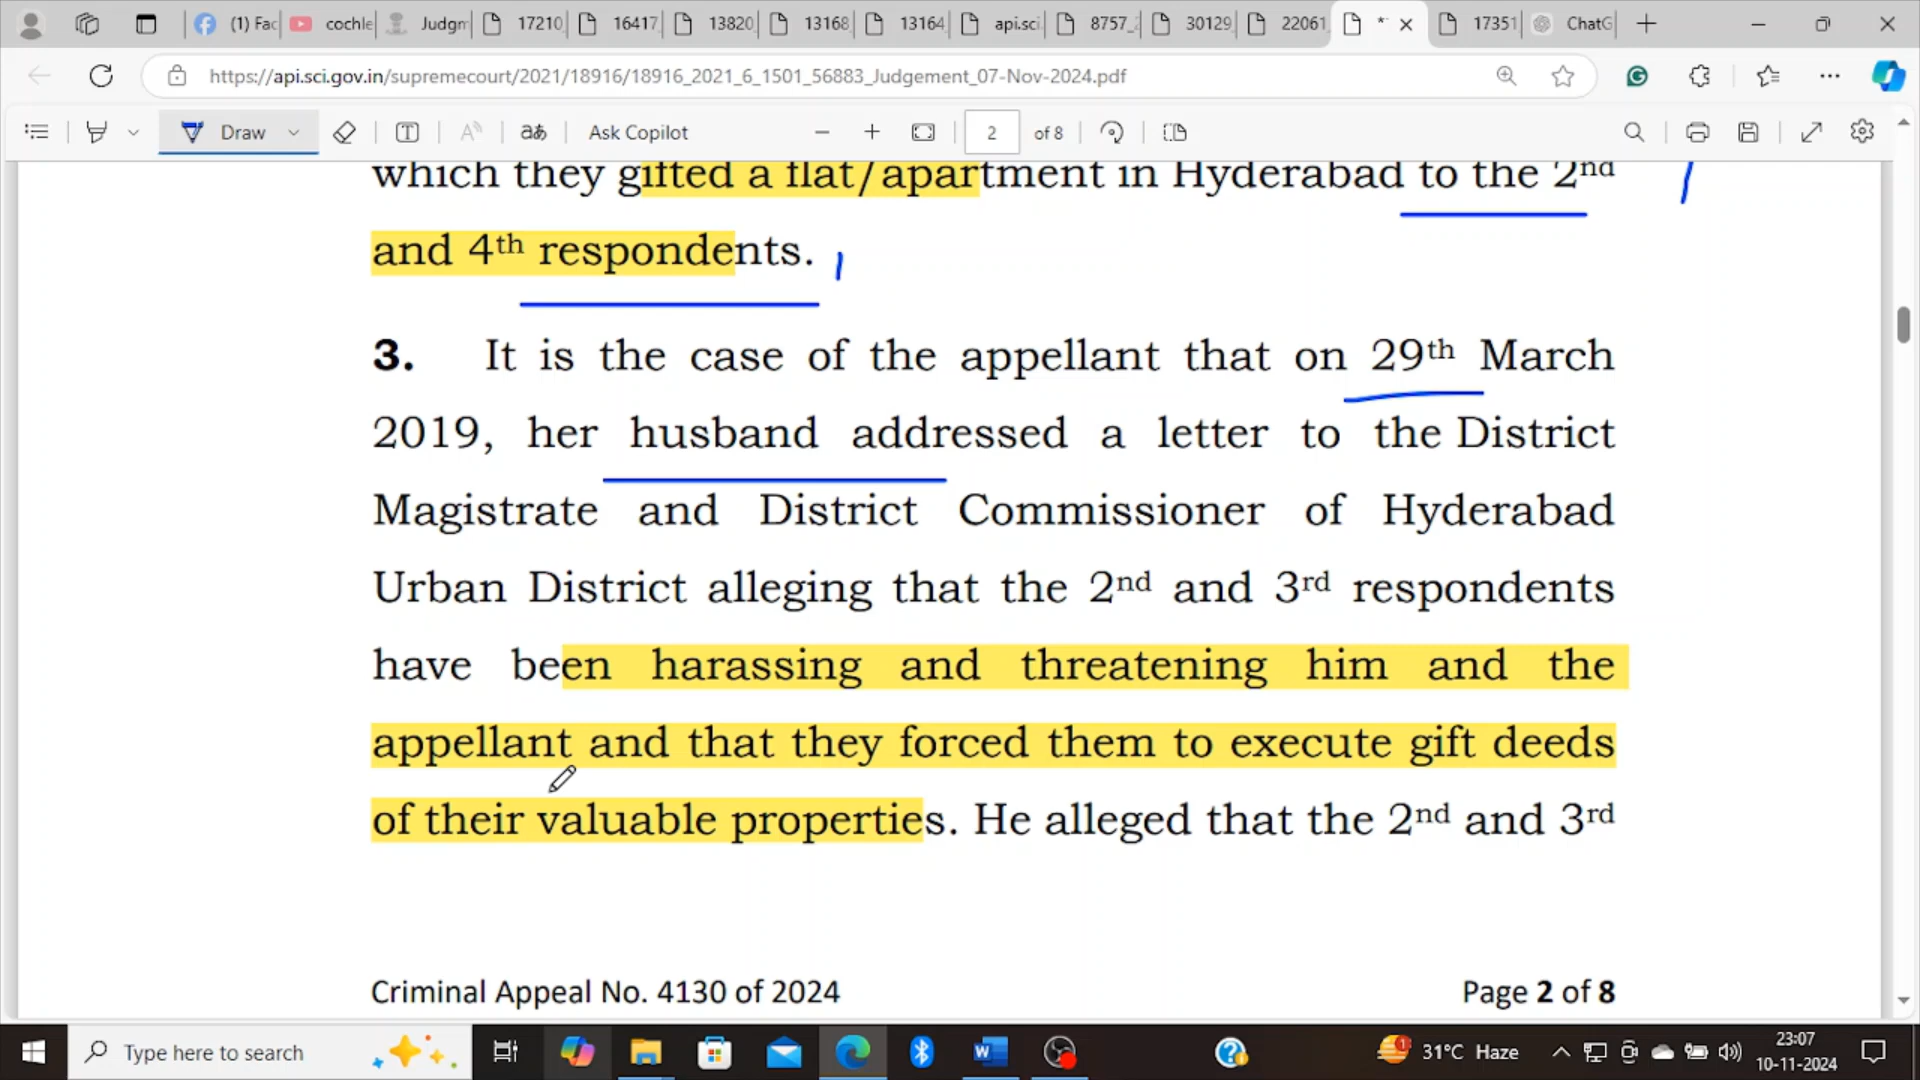 (1) Fac
cochle
Judgm
17210
16417
13820
13168
13164
api.sci.
8757_2
30129
22061
17351
ChatG
https://api.sci.gov.in/supremecourt/2021/18916/18916_2021_6_1501_56883_Judgement_07-Nov-2024.pdf
Draw
Ask Copilot
2 of 8
which they gifted a flat/apartment in Hyderabad to the 2nd
and 4th respondents.
3. It is the case of the appellant that on 29th March
2019, her husband addressed a letter to the District
Magistrate and District Commissioner of Hyderabad
Urban District alleging that the 2nd and 3rd respondents
have been harassing and threatening him and the
appellant and that they forced them to execute gift deeds
of their valuable properties. He alleged that the 2nd and 3rd
Criminal Appeal No. 4130 of 2024 Page 2 of 8
Type here to search
31°C Haze
23:07
10-11-2024